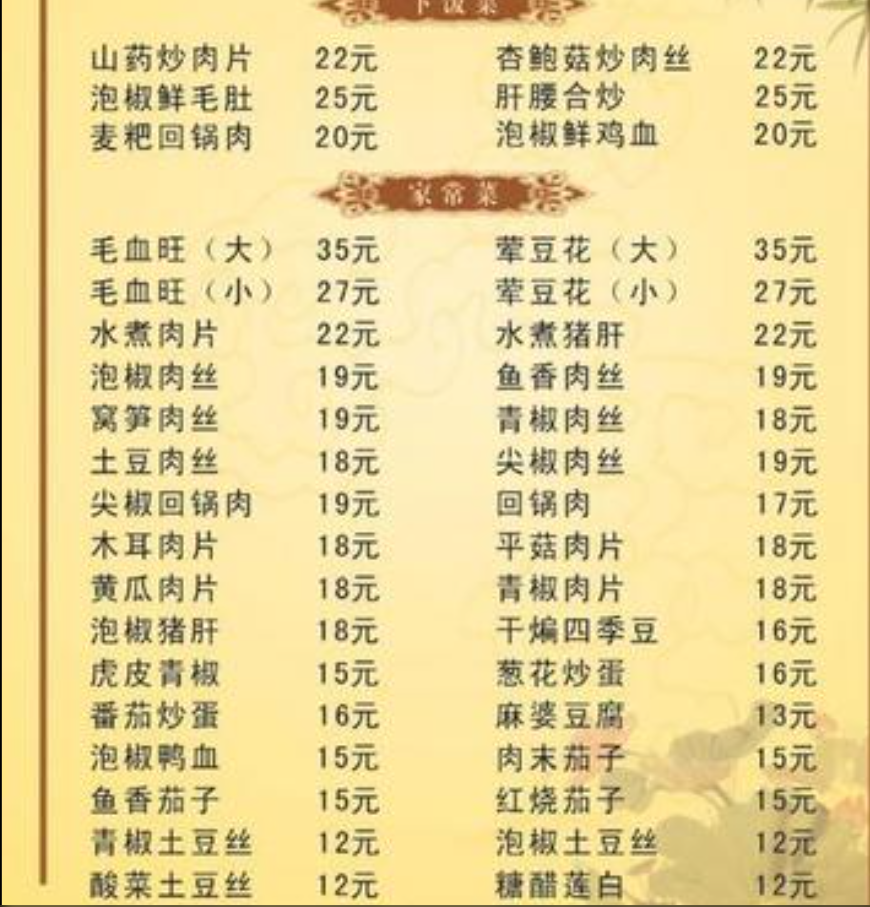 下饭菜
山药炒肉片 22元 杏鲍菇炒肉丝 22元
泡椒鲜毛肚 25元 肝腰合炒 25元
麦粑回锅肉 20元 泡椒鲜鸡血 20元
家常菜
毛血旺（大） 35元 荤豆花（大） 35元
毛血旺（小） 27元 荤豆花（小） 27元
水煮肉片 22元 水煮猪肝 22元
泡椒肉丝 19元 鱼香肉丝 19元
窝笋肉丝 19元 青椒肉丝 18元
土豆肉丝 18元 尖椒肉丝 19元
尖椒回锅肉 19元 回锅肉 17元
木耳肉片 18元 平菇肉片 18元
黄瓜肉片 18元 青椒肉片 18元
泡椒猪肝 18元 干煸四季豆 16元
虎皮青椒 15元 葱花炒蛋 16元
番茄炒蛋 16元 麻婆豆腐 13元
泡椒鸭血 15元 肉末茄子 15元
鱼香茄子 15元 红烧茄子 15元
青椒土豆丝 12元 泡椒土豆丝 12元
酸菜土豆丝 12元 糖醋莲白 12元